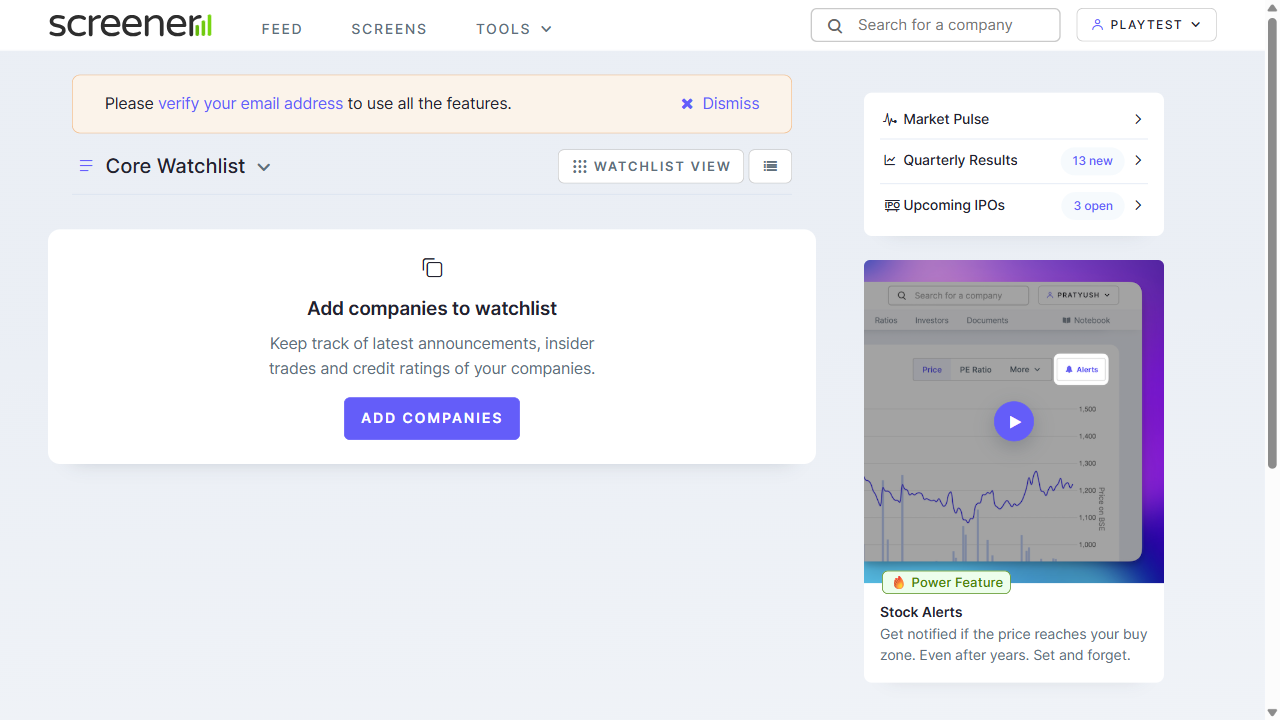 screener
FEED
SCREENS
TOOLS
Search for a company
PLAYTEST
Please verify your email address to use all the features.
Dismiss
Core Watchlist
WATCHLIST VIEW
Add companies to watchlist
Keep track of latest announcements, insider
trades and credit ratings of your companies.
ADD COMPANIES
Market Pulse
Quarterly Results
13 new
IPO
Upcoming IPOs
3 open
Search for a company
PRATYUSH
Ratios
Investors
Documents
Notebook
Price
PE Ratio
More
Alerts
1,500
1,400
1,300
1,200
1,100
1,000
Price on BSE
Power Feature
Stock Alerts
Get notified if the price reaches your buy
zone. Even after years. Set and forget.